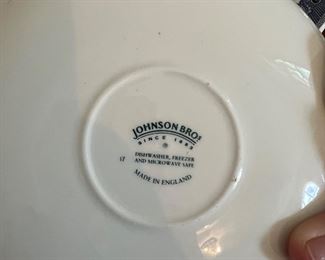 JOHNSON BROS
SINCE 1883
DISHWASHER, FREEZER
17 AND MICROWAVE SAFE
MADE IN ENGLAND